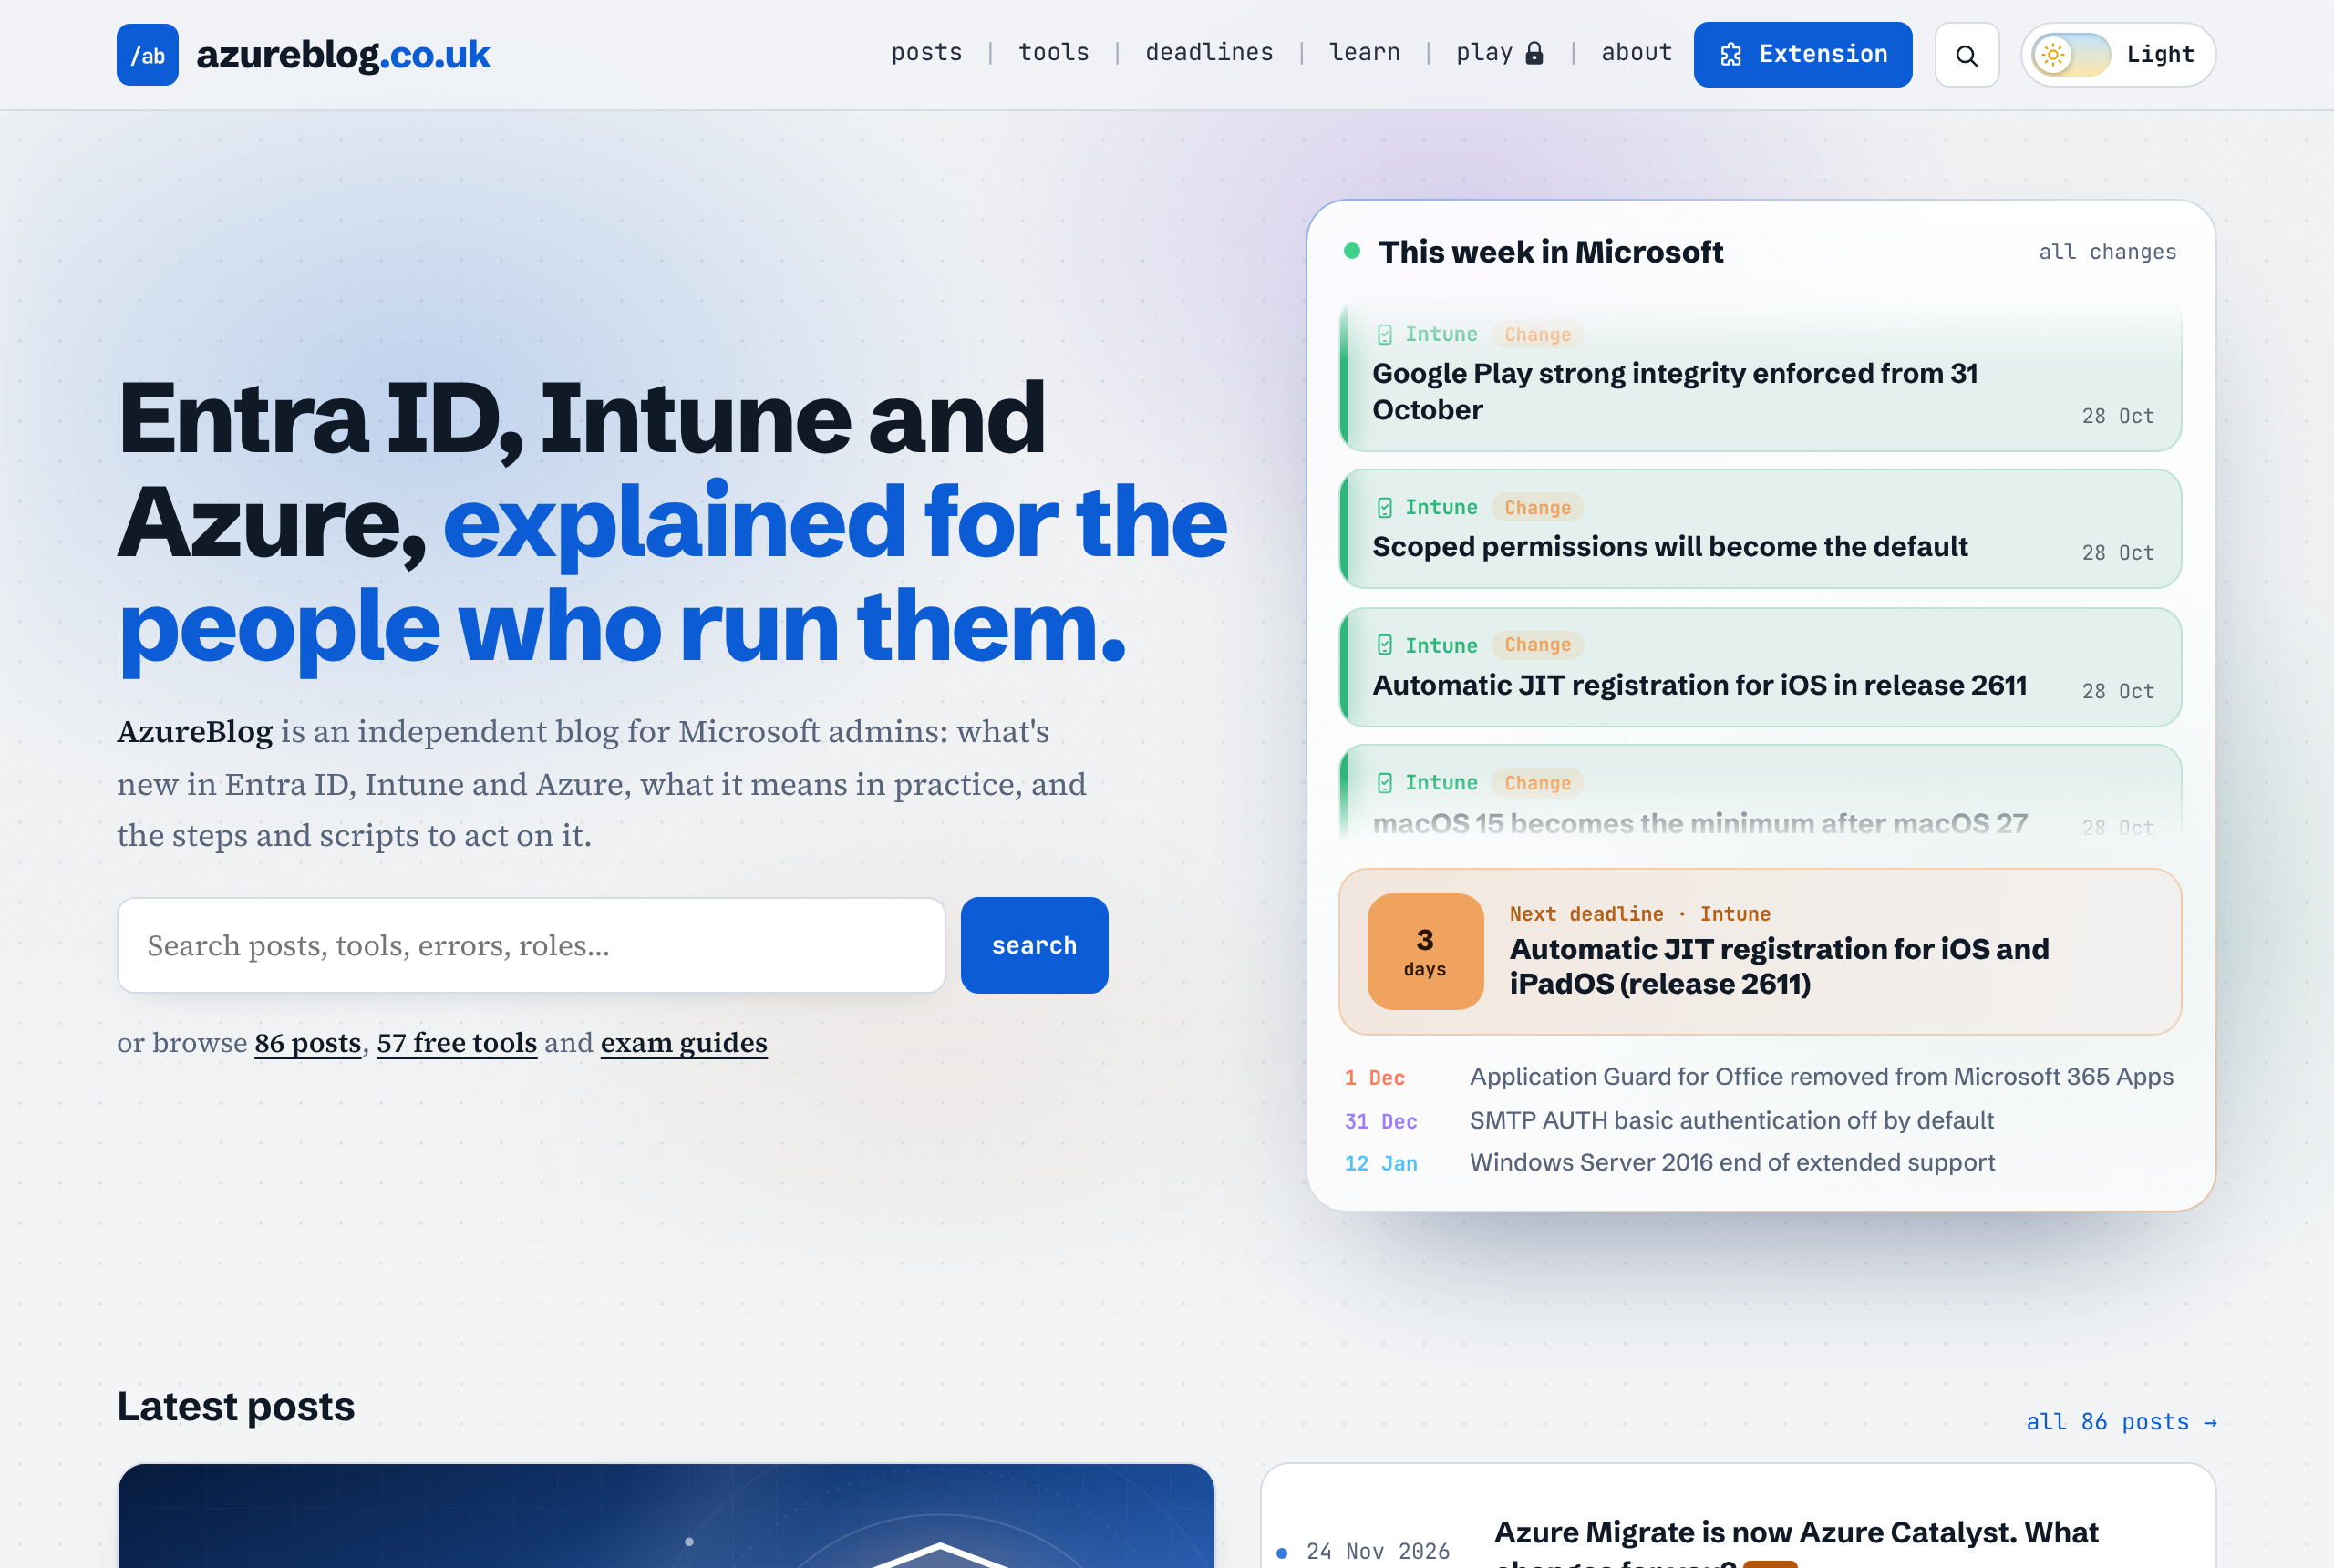 /ab azureblog.co.uk
posts | tools | deadlines | learn | play | about Extension Light
Entra ID, Intune and
Azure, explained for the
people who run them.
AzureBlog is an independent blog for Microsoft admins: what's
new in Entra ID, Intune and Azure, what it means in practice, and
the steps and scripts to act on it.
Search posts, tools, errors, roles...
search
or browse 86 posts, 57 free tools and exam guides
This week in Microsoft
all changes
Intune Change
Google Play strong integrity enforced from 31
October
28 Oct
Intune Change
Scoped permissions will become the default
28 Oct
Intune Change
Automatic JIT registration for iOS in release 2611
28 Oct
Intune Change
macOS 15 becomes the minimum after macOS 27
28 Oct
3
days
Next deadline · Intune
Automatic JIT registration for iOS and
iPadOS (release 2611)
1 Dec Application Guard for Office removed from Microsoft 365 Apps
31 Dec SMTP AUTH basic authentication off by default
12 Jan Windows Server 2016 end of extended support
Latest posts
all 86 posts →
24 Nov 2026
Azure Migrate is now Azure Catalyst. What
changes for you?